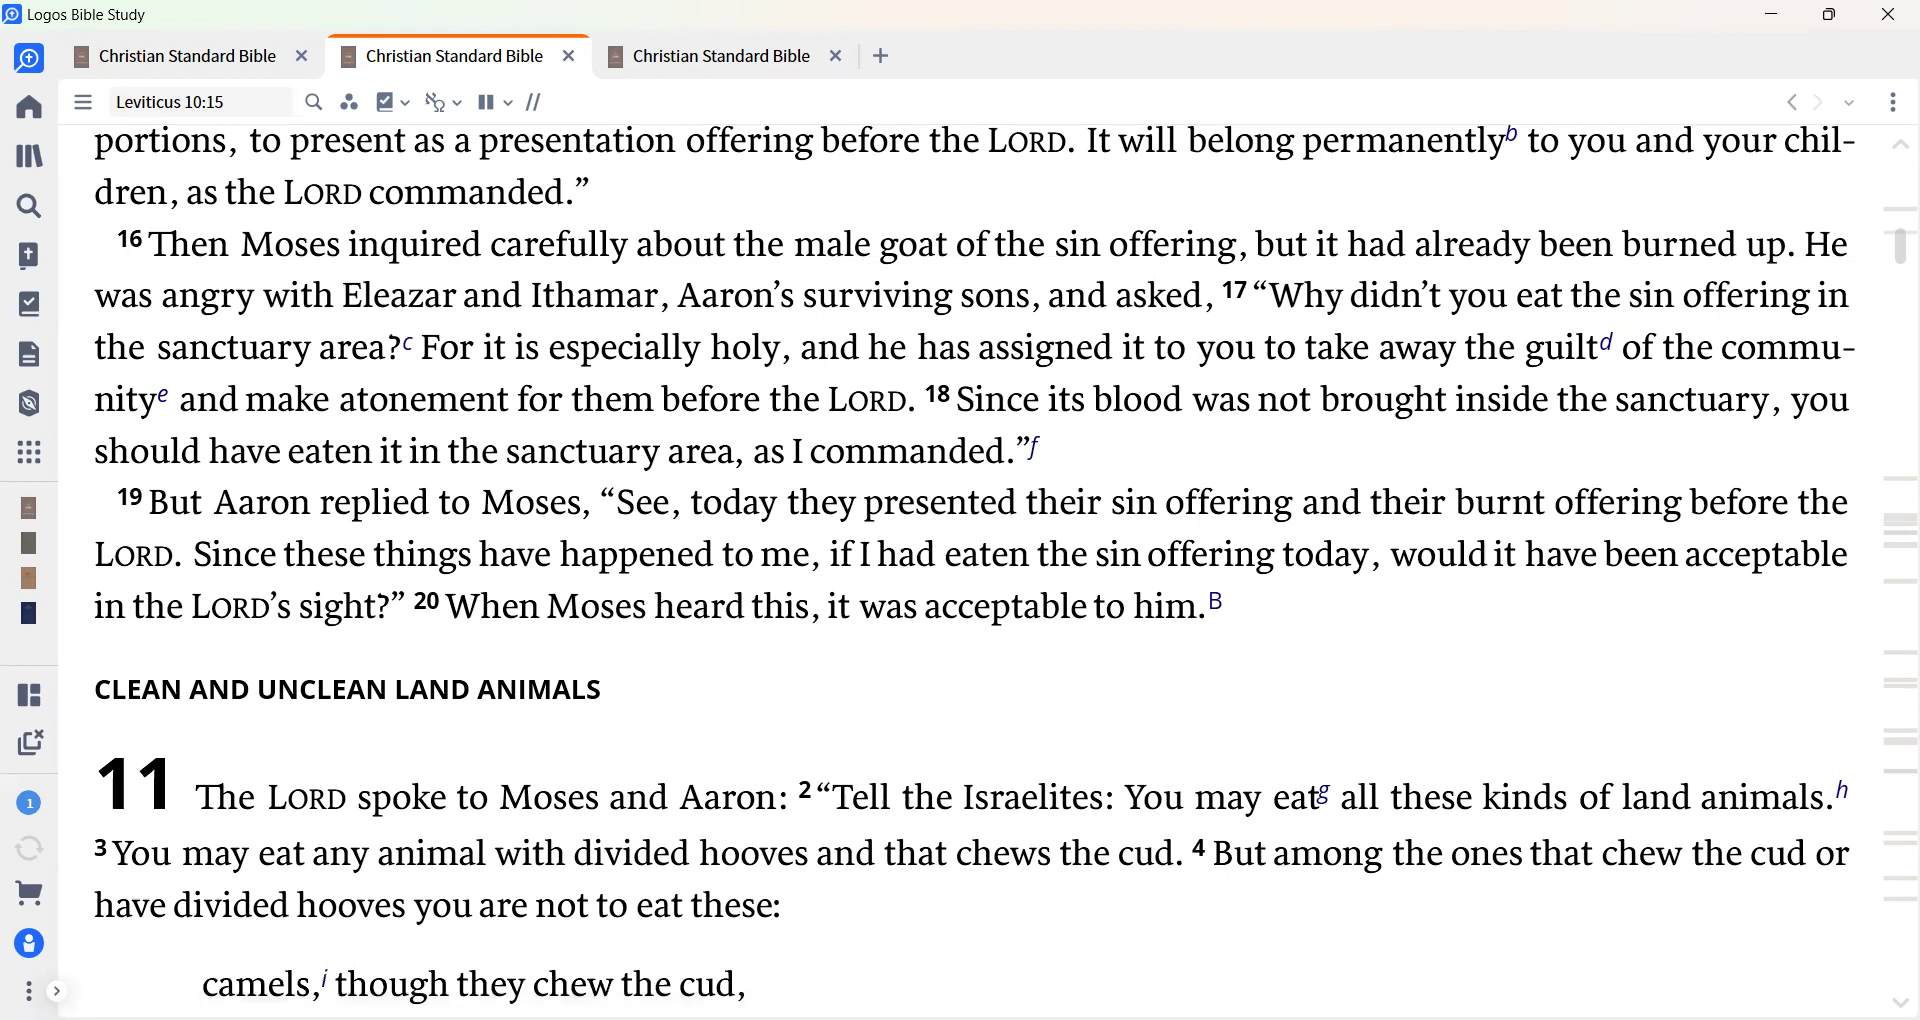 Logos Bible Study
Christian Standard Bible
Christian Standard Bible
Christian Standard Bible
Leviticus 10:15
portions, to present as a presentation offering before the LORD. It will belong permanentlyb to you and your chil-
dren, as the LORD commanded.”
16 Then Moses inquired carefully about the male goat of the sin offering, but it had already been burned up. He
was angry with Eleazar and Ithamar, Aaron’s surviving sons, and asked, 17 “Why didn’t you eat the sin offering in
the sanctuary area?c For it is especially holy, and he has assigned it to you to take away the guiltd of the commu-
nitye and make atonement for them before the LORD. 18 Since its blood was not brought inside the sanctuary, you
should have eaten it in the sanctuary area, as I commanded.”f
19 But Aaron replied to Moses, “See, today they presented their sin offering and their burnt offering before the
LORD. Since these things have happened to me, if I had eaten the sin offering today, would it have been acceptable
in the LORD’s sight?” 20 When Moses heard this, it was acceptable to him.B
CLEAN AND UNCLEAN LAND ANIMALS
11 The LORD spoke to Moses and Aaron: 2 “Tell the Israelites: You may eatg all these kinds of land animals.h
3 You may eat any animal with divided hooves and that chews the cud. 4 But among the ones that chew the cud or
have divided hooves you are not to eat these:
1
camels,i though they chew the cud,